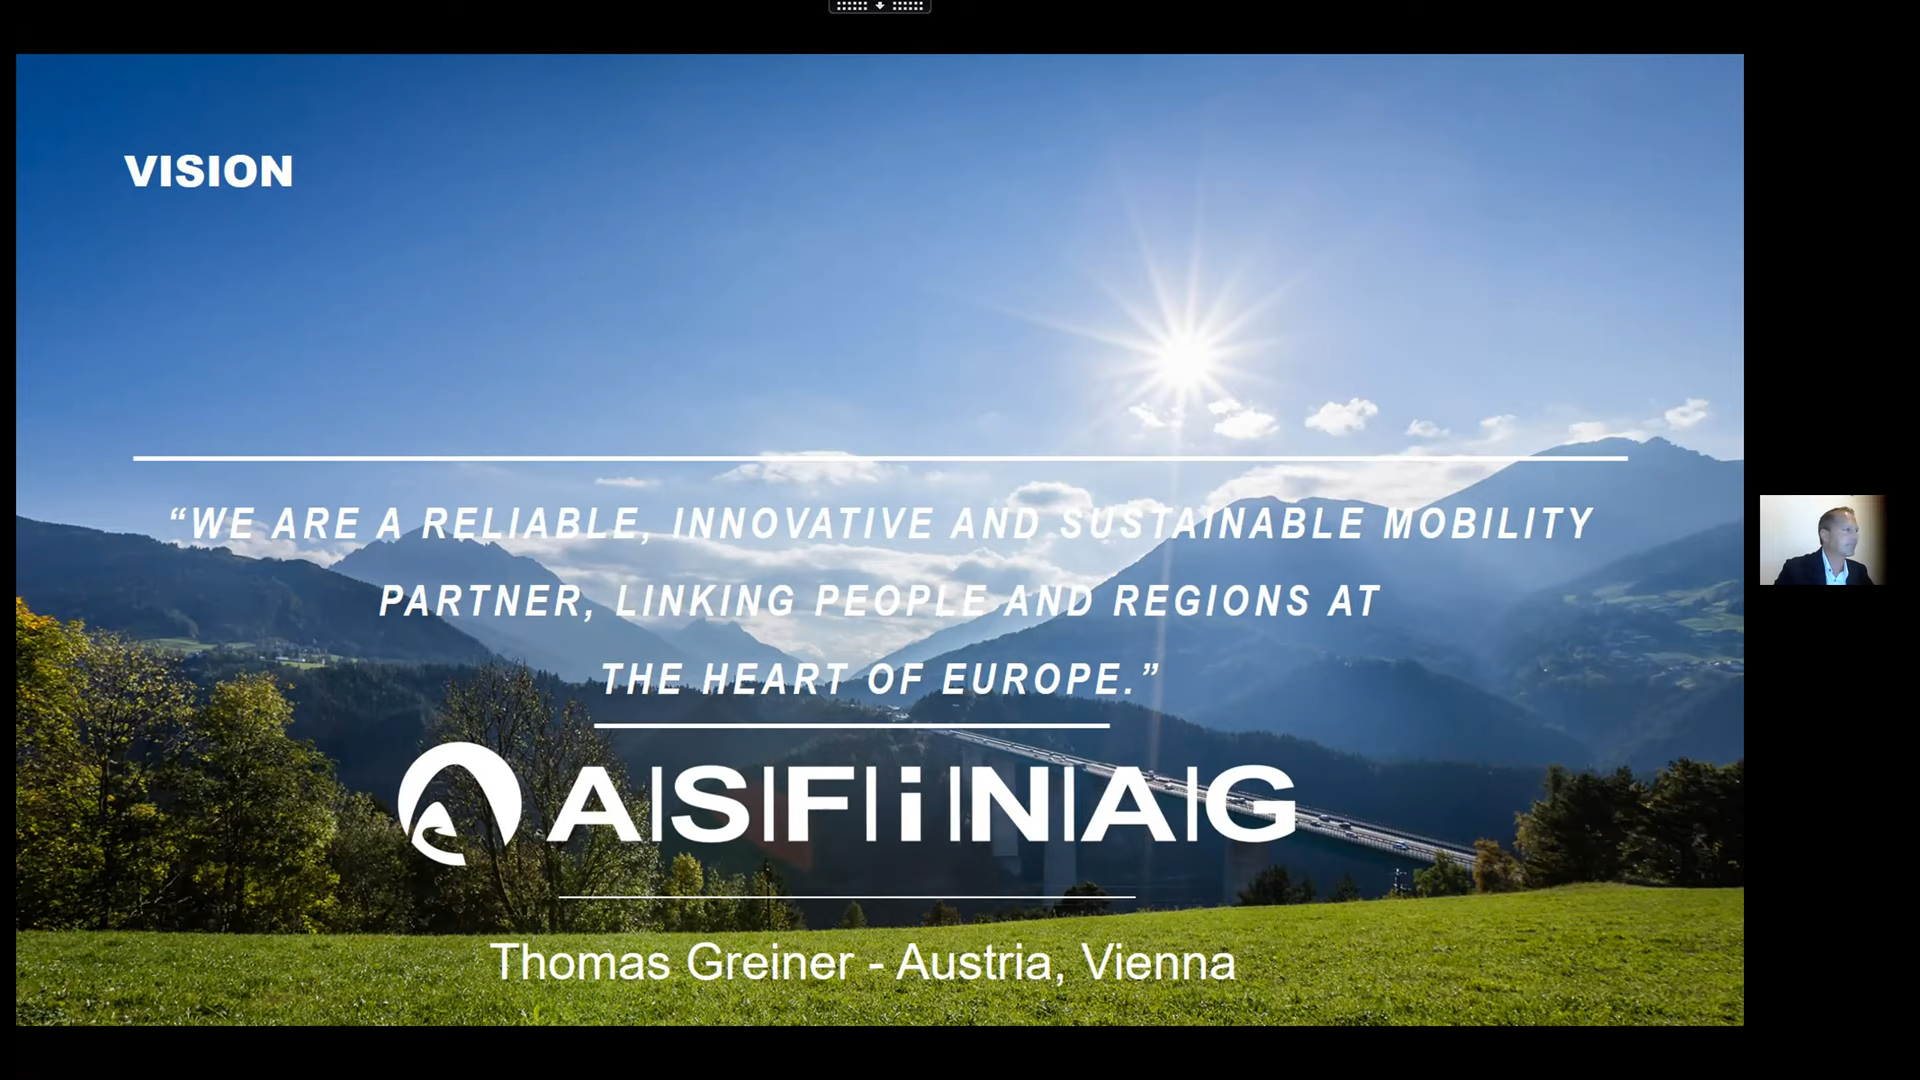 VISION
“WE ARE A RELIABLE, INNOVATIVE AND SUSTAINABLE MOBILITY
PARTNER, LINKING PEOPLE AND REGIONS AT
THE HEART OF EUROPE.”
A|S|F|i|N|A|G
Thomas Greiner - Austria, Vienna